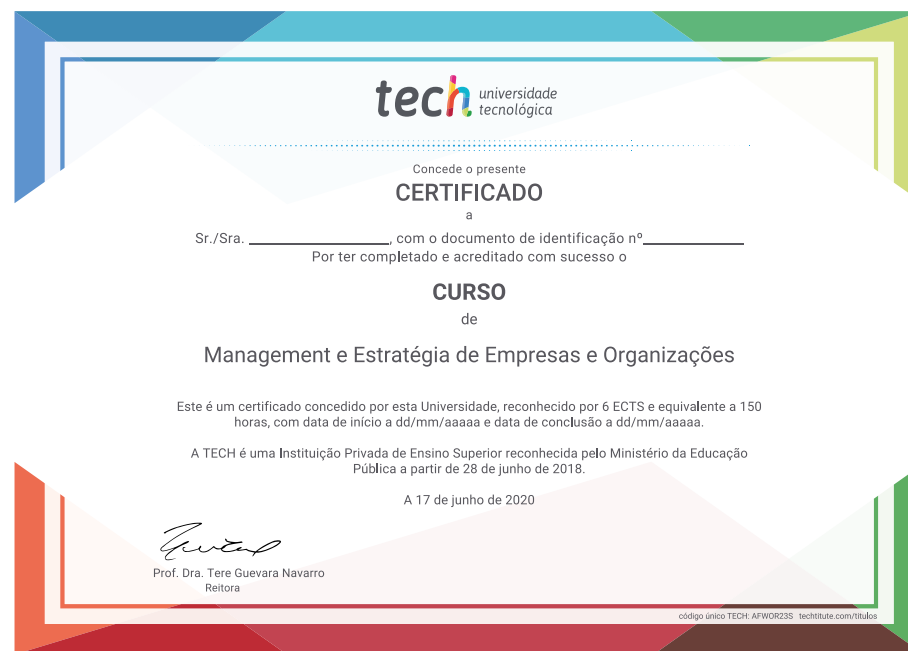 tech universidade
tecnológica
Concede o presente
CERTIFICADO
a
Sr./Sra. ____________________, com o documento de identificação nº______________
Por ter completado e acreditado com sucesso o
CURSO
de
Management e Estratégia de Empresas e Organizações
Este é um certificado concedido por esta Universidade, reconhecido por 6 ECTS e equivalente a 150
horas, com data de início a dd/mm/aaaaa e data de conclusão a dd/mm/aaaaa.
A TECH é uma Instituição Privada de Ensino Superior reconhecida pelo Ministério da Educação
Pública a partir de 28 de junho de 2018.
A 17 de junho de 2020
Prof. Dra. Tere Guevara Navarro
Reitora
código único TECH: AFWOR23S techtitute.com/titulos